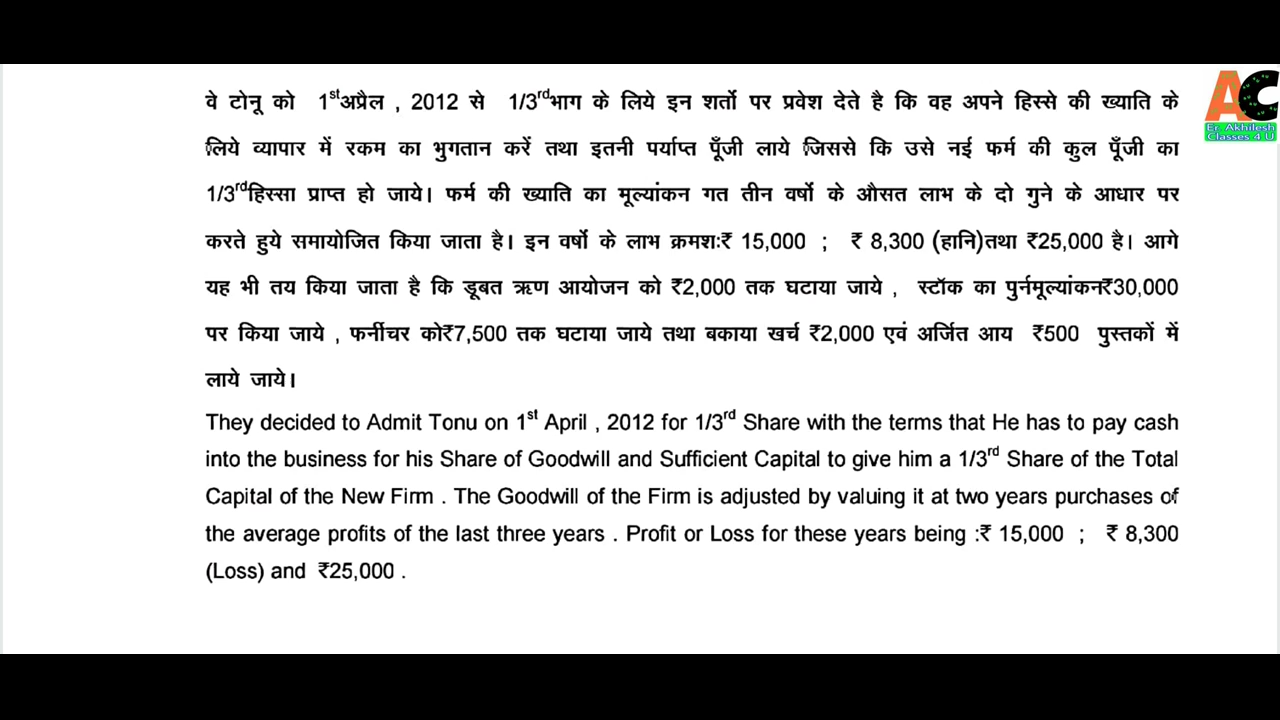 वे टोनू को 1stअप्रैल , 2012 से 1/3rdभाग के लिये इन शर्तो पर प्रवेश देते है कि वह अपने हिस्से की ख्याति के
लिये व्यापार में रकम का भुगतान करें तथा इतनी पर्याप्त पूँजी लाये जिससे कि उसे नई फर्म की कुल पूँजी का
1/3rdहिस्सा प्राप्त हो जाये। फर्म की ख्याति का मूल्यांकन गत तीन वर्षो के औसत लाभ के दो गुने के आधार पर
करते हुये समायोजित किया जाता है। इन वर्षो के लाभ क्रमशः₹ 15,000 ; ₹ 8,300 (हानि)तथा ₹25,000 है। आगे
यह भी तय किया जाता है कि डूबत ऋण आयोजन को ₹2,000 तक घटाया जाये , स्टॉक का पुर्नमूल्यांकन₹30,000
पर किया जाये , फर्नीचर को₹7,500 तक घटाया जाये तथा बकाया खर्च ₹2,000 एवं अर्जित आय ₹500 पुस्तकों में
लाये जाये।
They decided to Admit Tonu on 1st April , 2012 for 1/3rd Share with the terms that He has to pay cash
into the business for his Share of Goodwill and Sufficient Capital to give him a 1/3rd Share of the Total
Capital of the New Firm . The Goodwill of the Firm is adjusted by valuing it at two years purchases of
the average profits of the last three years . Profit or Loss for these years being :₹ 15,000 ; ₹ 8,300
(Loss) and ₹25,000 .
AC
Er. Akhilesh
Classes 4 U